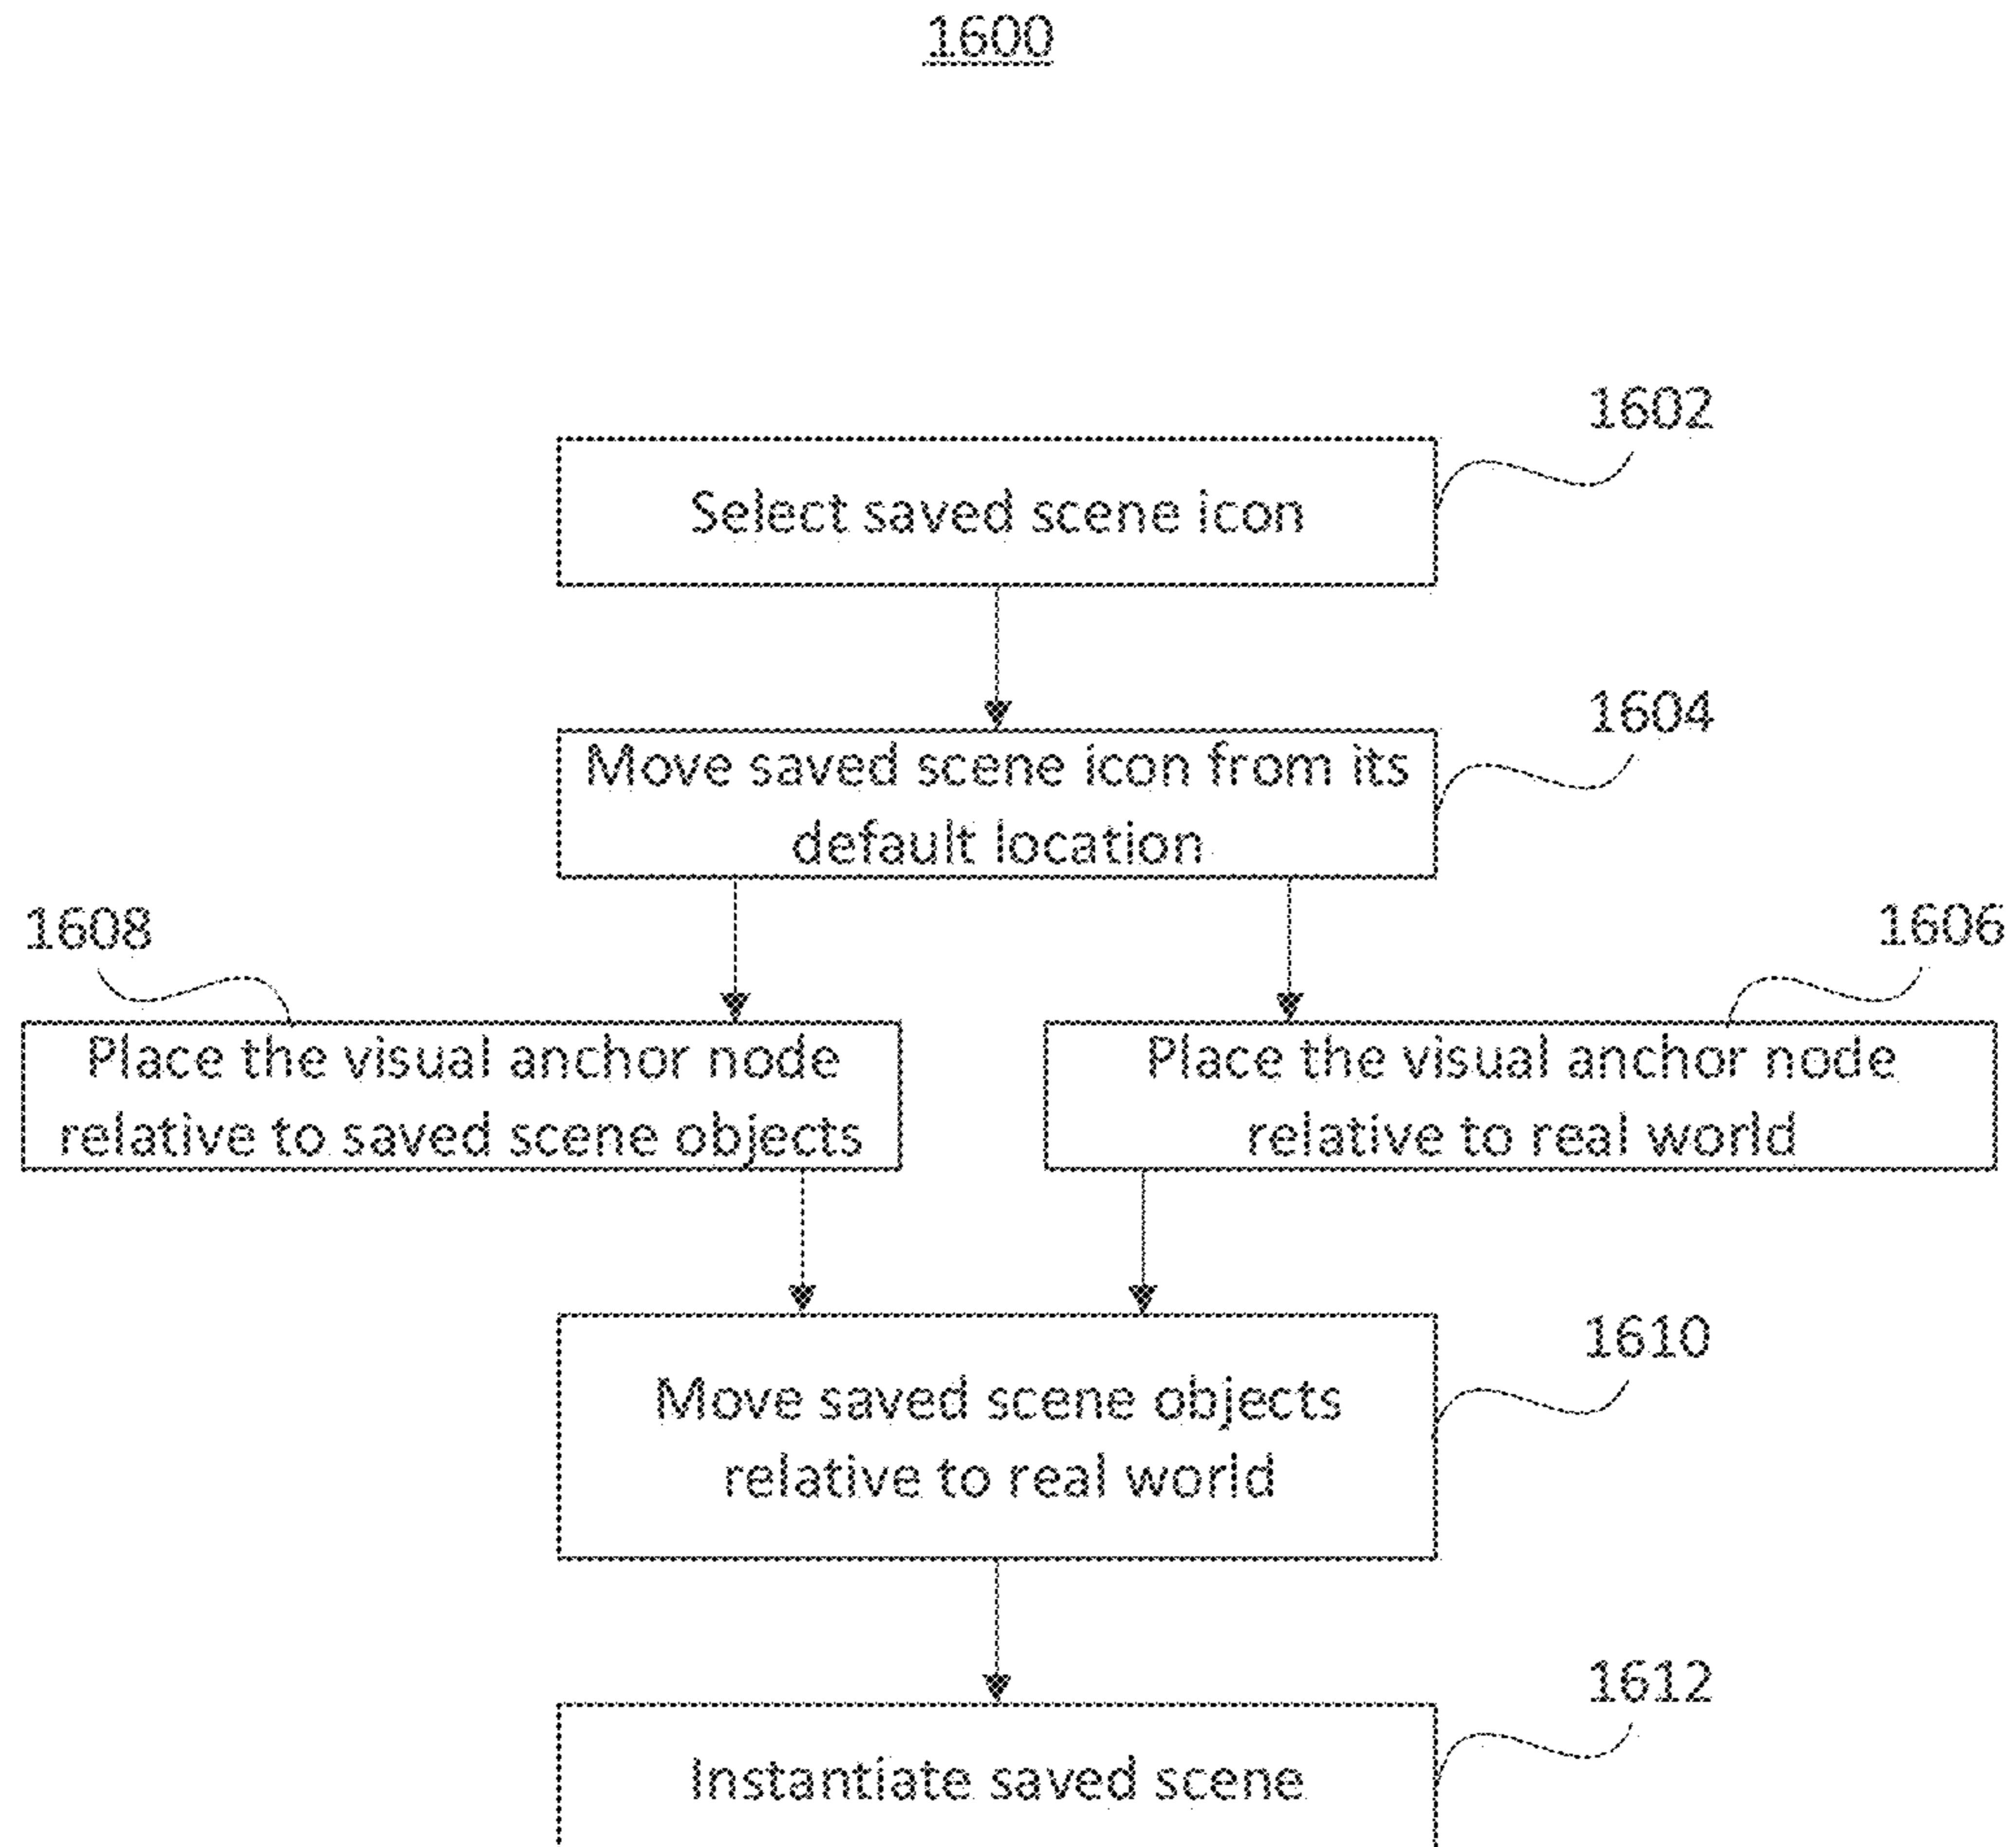 1600
1602
Select saved scene icon
1604
Move saved scene icon from its
default location
1608
1606
Place the visual anchor node
relative to saved scene objects
Place the visual anchor node
relative to real world
1610
Move saved scene objects
relative to real world
1612
Instantiate saved scene